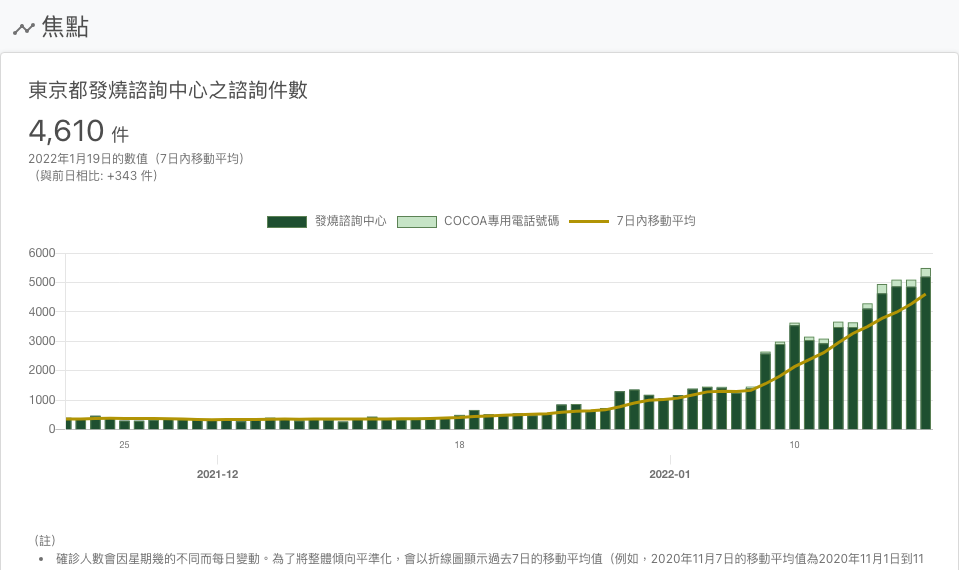 焦點
東京都發燒諮詢中心之諮詢件數
4,610 件
2022年1月19日的數值（7日內移動平均）
（與前日相比: +343 件）
發燒諮詢中心 COCOA專用電話號碼 7日內移動平均
6000
5000
4000
3000
2000
1000
0
25 18 10
2021-12 2022-01
（註）
• 確診人數會因星期幾的不同而每日變動。為了將整體傾向平準化，會以折線圖顯示過去7日的移動平均值（例如，2020年11月7日的移動平均值為2020年11月1日到11